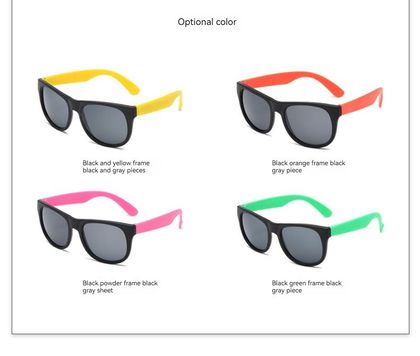 Optional color
Black and yellow frame
black and gray pieces
Black orange frame black
gray piece
Black powder frame black
gray sheet
Black green frame black
gray piece